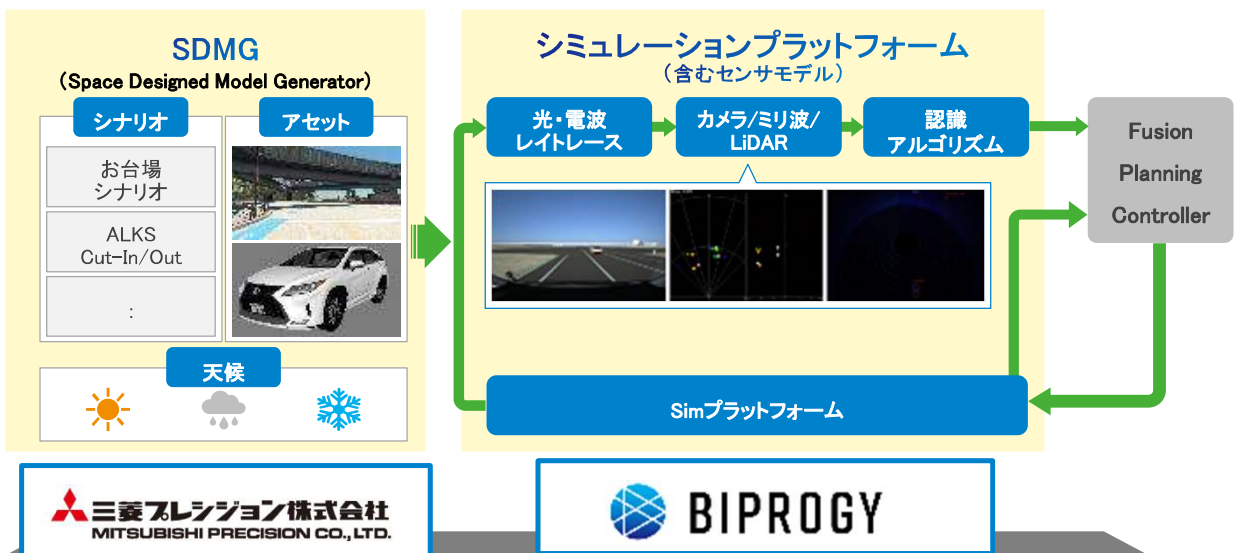 SDMG
（Space Designed Model Generator）
シナリオ
お台場
シナリオ
ALKS
Cut-In/Out
:
アセット
天候
シミュレーションプラットフォーム
（含むセンサモデル）
光・電波
レイトレース
カメラ/ミリ波/
LiDAR
認識
アルゴリズム
Simプラットフォーム
Fusion
Planning
Controller
三菱プレシジョン株式会社
MITSUBISHI PRECISION CO., LTD.
BIPROGY